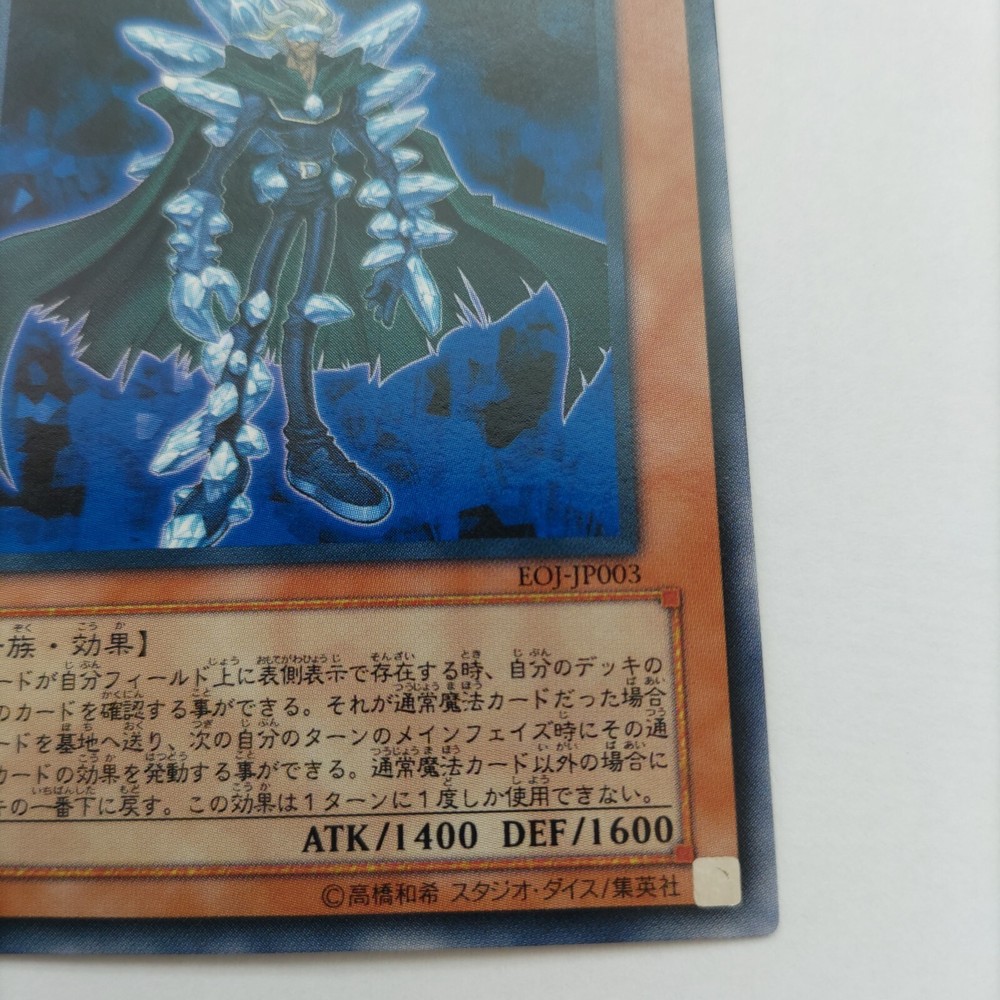 D
EOJ-JP003
族・効果】
ードが自分フィールド上に表側表示で存在する時、自分のデッキの
のカードを確認する事ができる。それが通常魔法カードだった場合
ードを墓地へ送り、次の自分のターンのメインフェイズ時にその通
カードの効果を発動する事ができる。通常魔法カード以外の場合に
キの一番下に戻す。この効果は1ターンに1度しか使用できない。
ATK/1400 DEF/1600
©高橋和希 スタジオ・ダイス/集英社